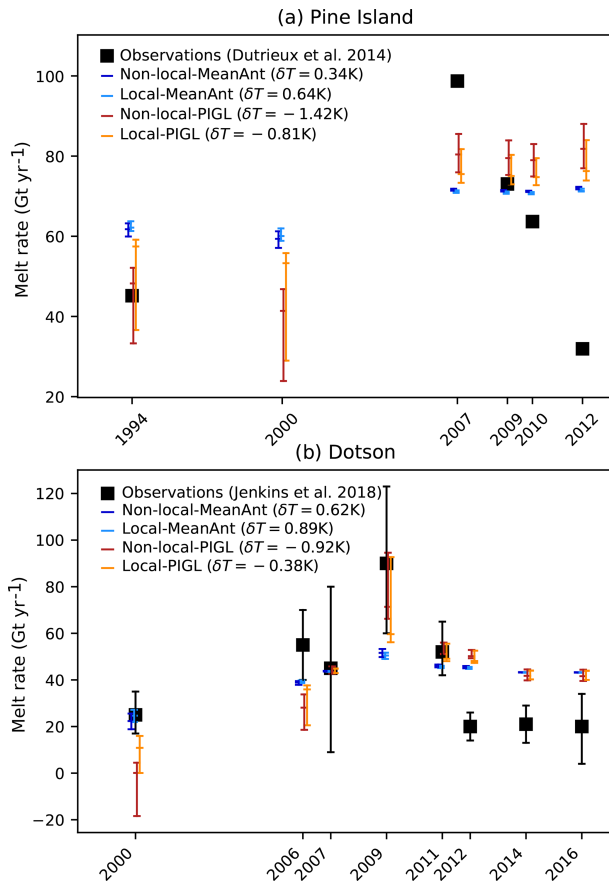 (a) Pine Island
Observations (Dutrieux et al. 2014)
Non-local-MeanAnt (δT = 0.34K)
Local-MeanAnt (δT = 0.64K)
Non-local-PIGL (δT = −1.42K)
Local-PIGL (δT = −0.81K)
Melt rate (Gt yr⁻¹)
100
80
60
40
20
1994
2000
2007
2009
2010
2012
(b) Dotson
Observations (Jenkins et al. 2018)
Non-local-MeanAnt (δT = 0.62K)
Local-MeanAnt (δT = 0.89K)
Non-local-PIGL (δT = −0.92K)
Local-PIGL (δT = −0.38K)
Melt rate (Gt yr⁻¹)
120
100
80
60
40
20
0
−20
2000
2006
2007
2009
2011
2012
2014
2016